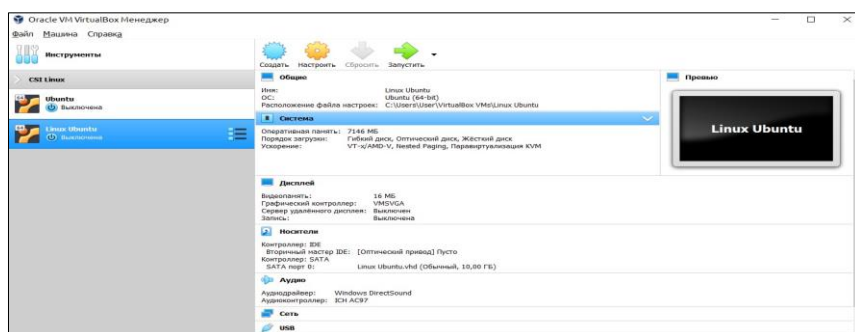 Oracle VM VirtualBox Менеджер
Файл Машина Справка
Инструменты
CSI Linux
Ubuntu
Выключена
Linux Ubuntu
Выключена
Создать Настроить Сбросить Запустить
Общие
Имя: Linux Ubuntu
ОС: Ubuntu (64-bit)
Расположение файла настроек: C:\Users\User\VirtualBox VMs\Linux Ubuntu
Превью
Linux Ubuntu
Система
Оперативная память: 7146 МБ
Порядок загрузки: Гибкий диск, Оптический диск, Жёсткий диск
Ускорение: VT-x/AMD-V, Nested Paging, Паравиртуализация KVM
Дисплей
Видеопамять: 16 МБ
Графический контроллер: VMSVGA
Сервер удалённого дисплея: Выключен
Запись: Выключена
Носители
Контроллер: IDE
Вторичный мастер IDE: [Оптический привод] Пусто
Контроллер: SATA
SATA порт 0: Linux Ubuntu.vhd (Обычный, 10,00 ГБ)
Аудио
Аудиодрайвер: Windows DirectSound
Аудиоконтроллер: ICH AC97
Сеть
USB